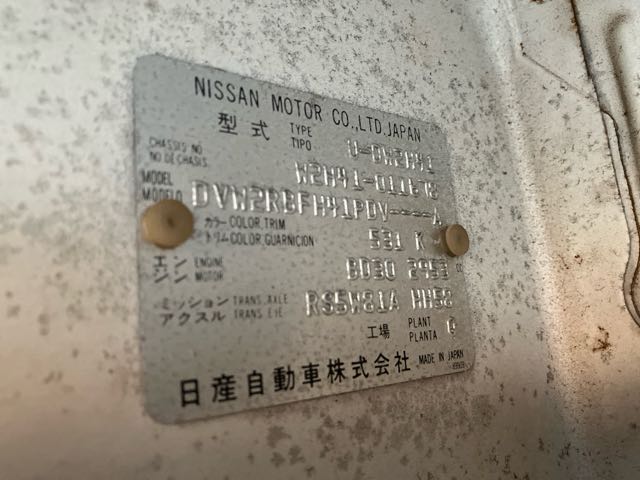 NISSAN MOTOR CO.,LTD.JAPAN
型式 TYPE TIPO U-DW2H41
CHASSIS NO NO DE CHASIS W2H41-011678
MODEL MODELO DVW2RBFH41PDV----A
カラー COLOR,TRIM
トリム COLOR,GUARNICION 531 K
エンジン ENGINE MOTOR BD30 2953 cc
ミッション TRANS. AXLE
アクスル TRANS. EJE RS5W81A HH58
工場 PLANT PLANTA
日産自動車株式会社 MADE IN JAPAN